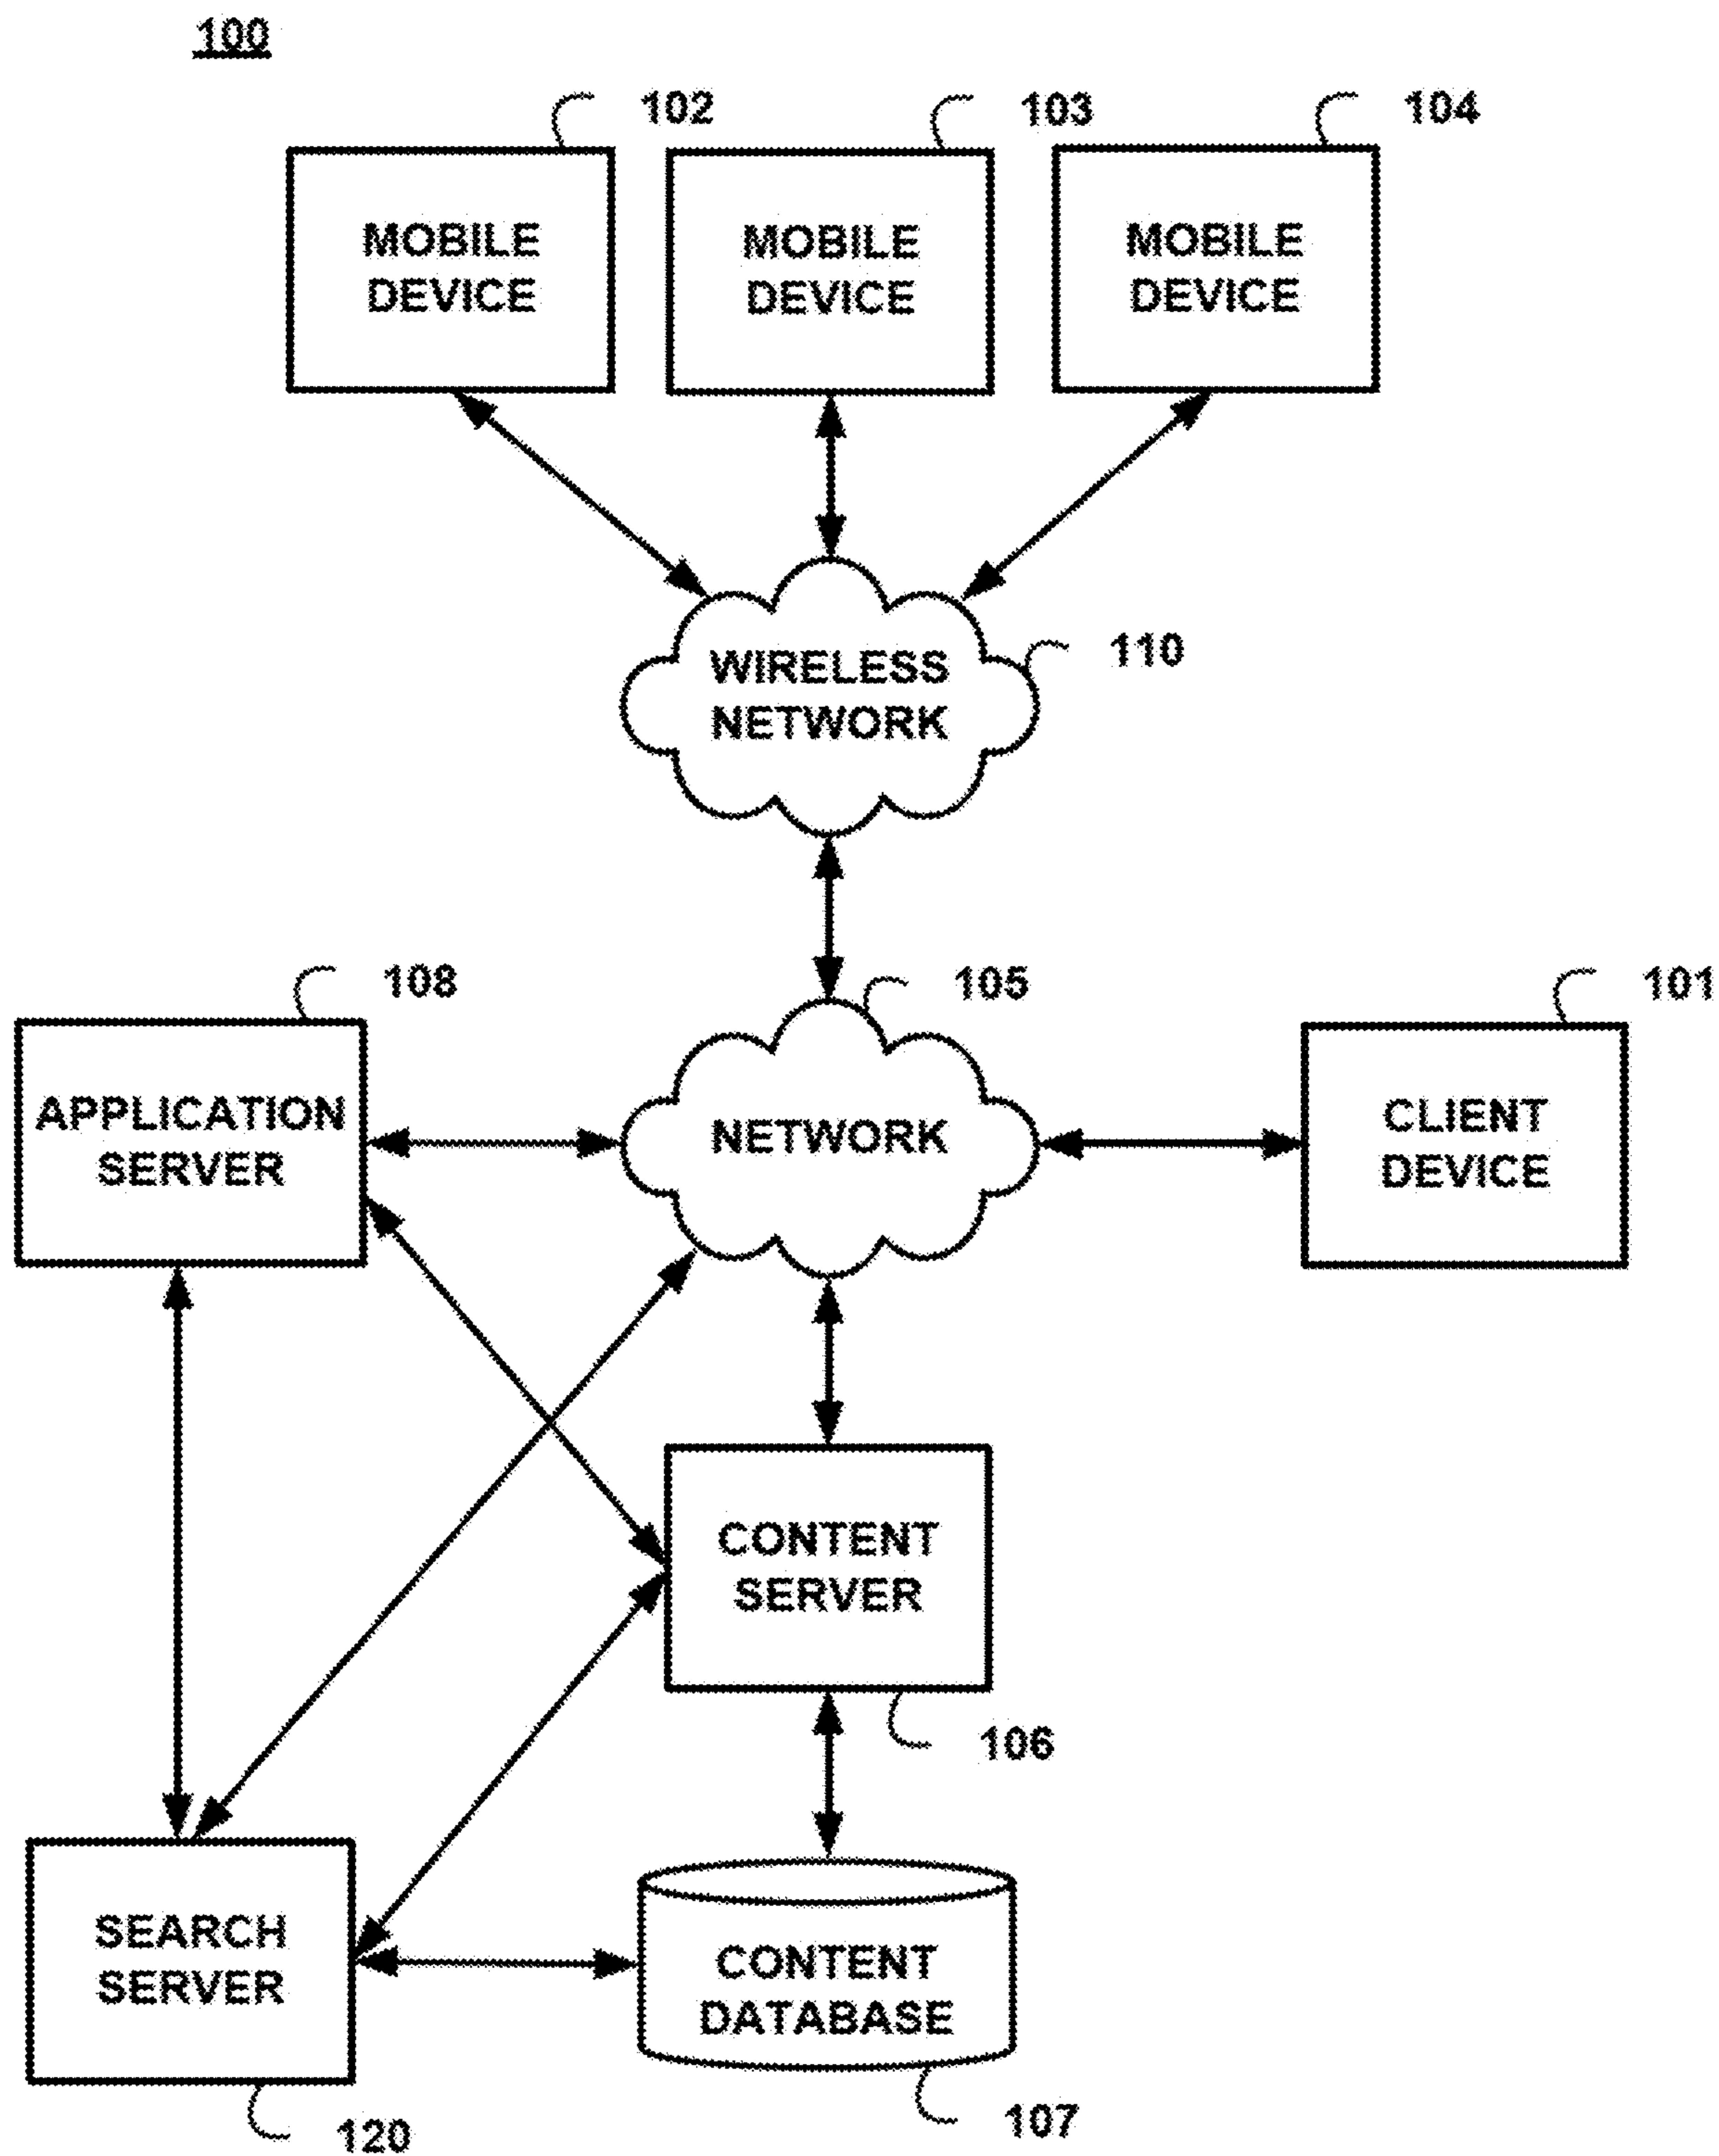 100
102
103
104
MOBILE
DEVICE
MOBILE
DEVICE
MOBILE
DEVICE
WIRELESS
NETWORK
110
108
105
101
APPLICATION
SERVER
NETWORK
CLIENT
DEVICE
CONTENT
SERVER
106
SEARCH
SERVER
CONTENT
DATABASE
120
107